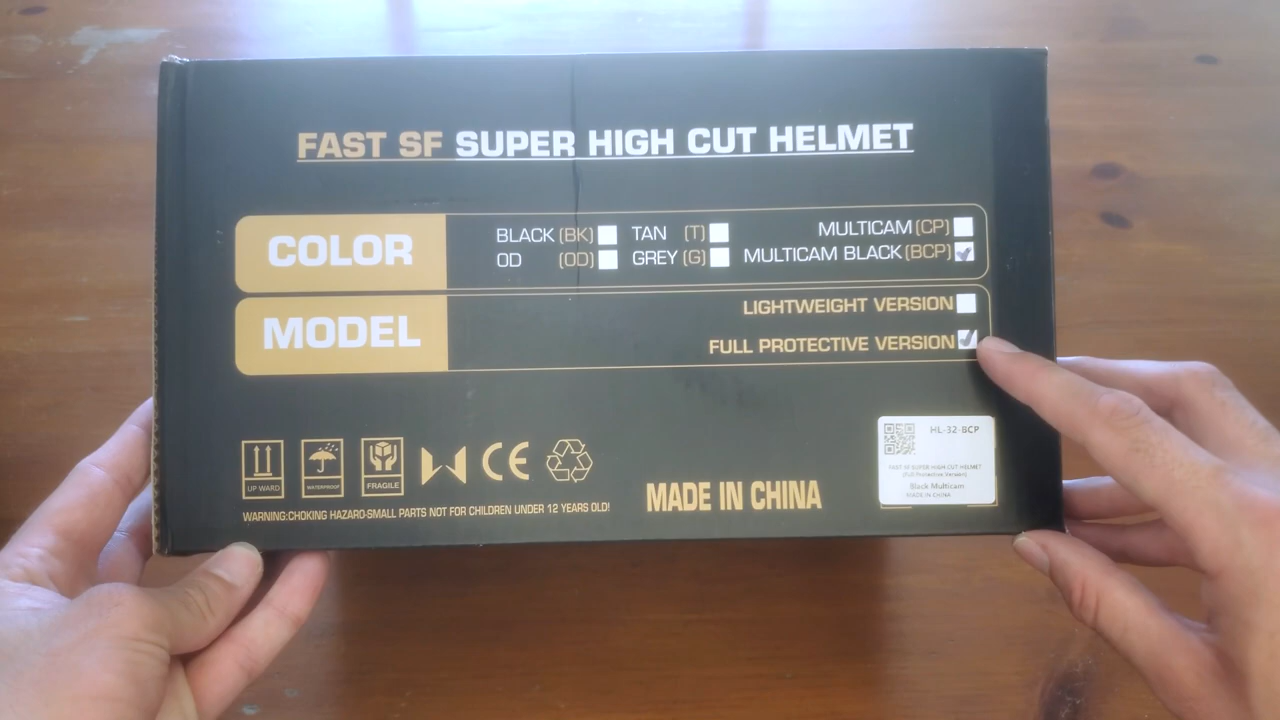 FAST SF SUPER HIGH CUT HELMET
COLOR
BLACK (BK) TAN (T) MULTICAM (CP)
OD (OD) GREY (G) MULTICAM BLACK (BCP)
MODEL
LIGHTWEIGHT VERSION
FULL PROTECTIVE VERSION
UP WARD
WATERPROOF
FRAGILE
CE
WARNING:CHOKING HAZARD-SMALL PARTS NOT FOR CHILDREN UNDER 12 YEARS OLD!
MADE IN CHINA
HL-32-BCP
FAST SF SUPER HIGH CUT HELMET
(Full Protective Version)
Black Multicam
MADE IN CHINA